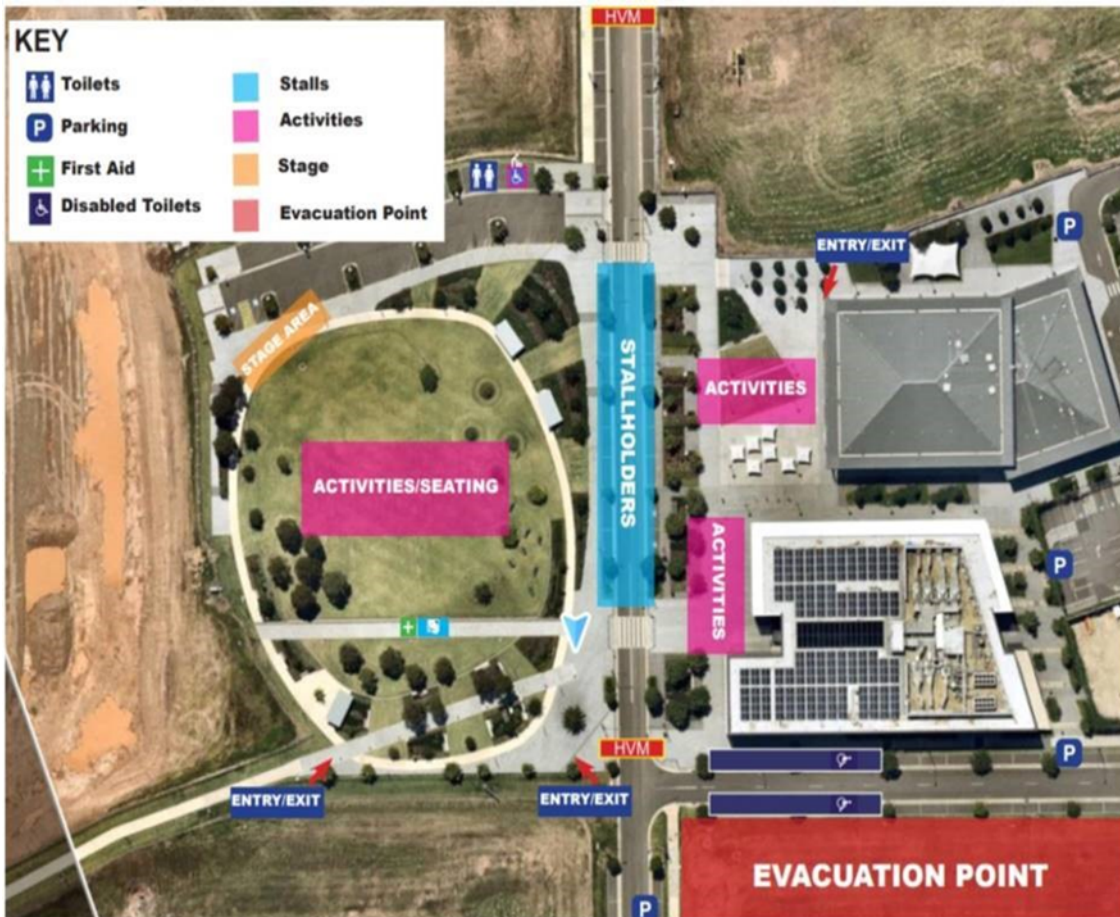 HVM
KEY
Toilets
Stalls
P
Parking
Activities
First Aid
Stage
Disabled Toilets
Evacuation Point
P
ENTRY/EXIT
STAGE AREA
STALLHOLDERS
ACTIVITIES
ACTIVITIES/SEATING
ACTIVITIES
P
HVM
P
ENTRY/EXIT
ENTRY/EXIT
EVACUATION POINT
P